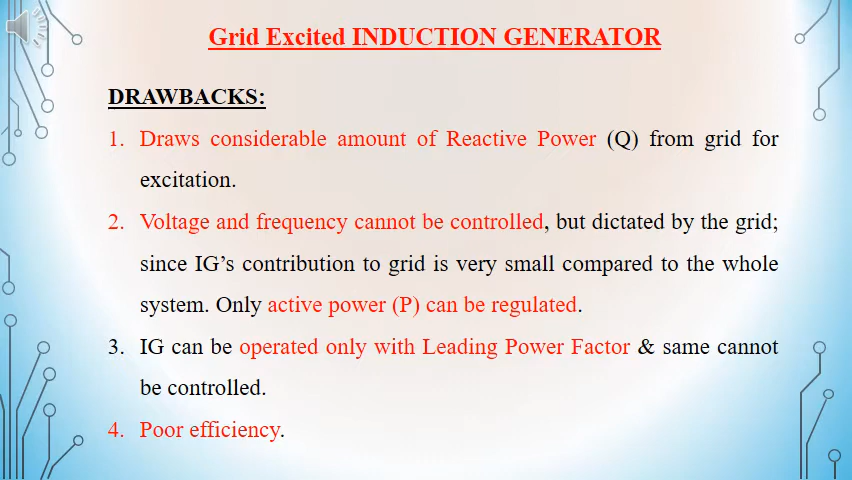 Grid Excited INDUCTION GENERATOR
DRAWBACKS:
1. Draws considerable amount of Reactive Power (Q) from grid for
excitation.
2. Voltage and frequency cannot be controlled, but dictated by the grid;
since IG’s contribution to grid is very small compared to the whole
system. Only active power (P) can be regulated.
3. IG can be operated only with Leading Power Factor & same cannot
be controlled.
4. Poor efficiency.